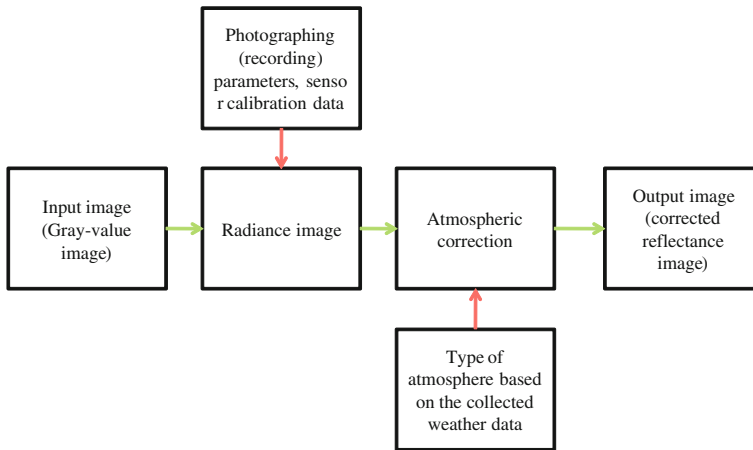 Photographing
(recording)
parameters, senso
r calibration data
Input image
(Gray-value
image)
Radiance image
Atmospheric
correction
Output image
(corrected
reflectance
image)
Type of
atmosphere based
on the collected
weather data